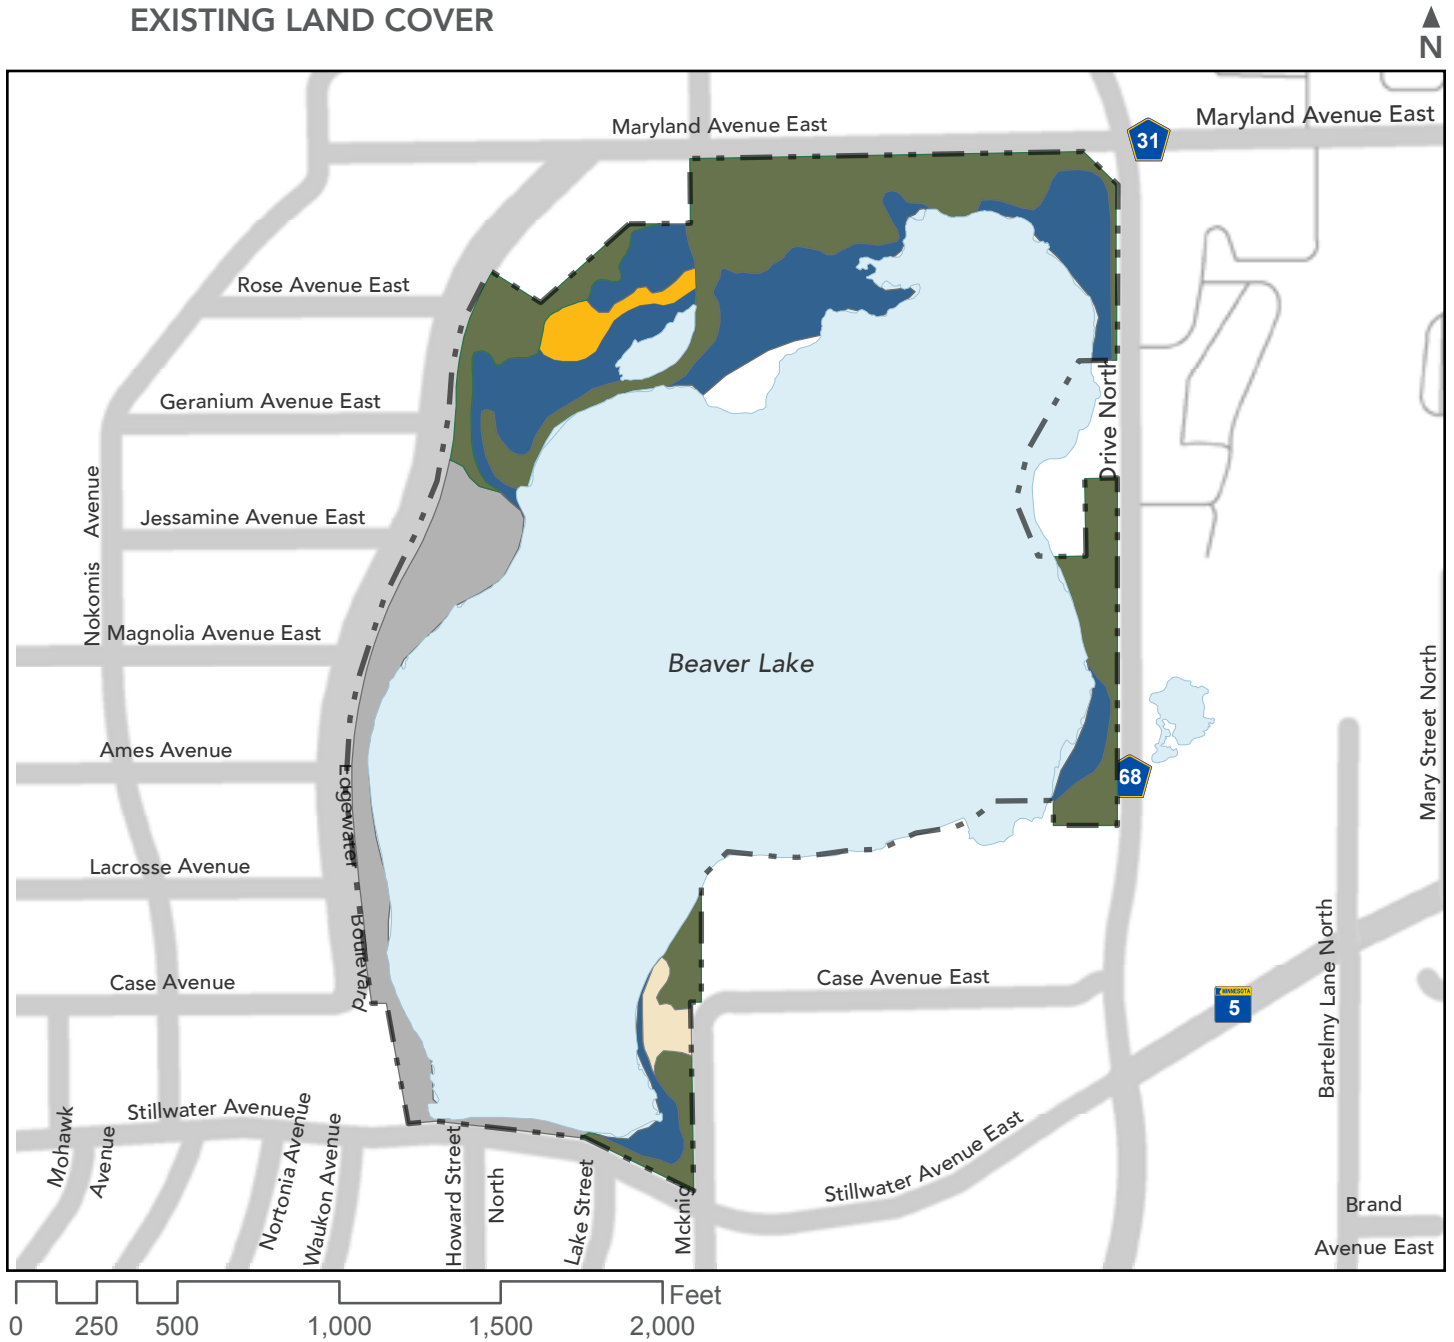 EXISTING LAND COVER
N
Maryland Avenue East
Maryland Avenue East
31
Rose Avenue East
Geranium Avenue East
Drive North
Nokomis Avenue
Jessamine Avenue East
Magnolia Avenue East
Beaver Lake
Mary Street North
Ames Avenue
68
Edgewater Boulevard
Lacrosse Avenue
Case Avenue
Case Avenue East
Bartelmy Lane North
MINNESOTA
5
Stillwater Avenue
Mohawk Avenue
Nortonia Avenue
Waukon Avenue
Howard Street North
Lake Street
Mcknig
Stillwater Avenue East
Brand
Avenue East
Feet
0 250 500 1,000 1,500 2,000